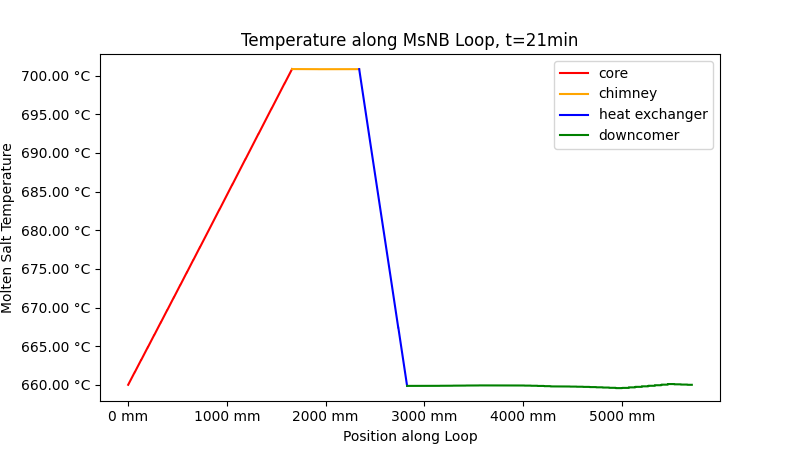 Temperature along MsNB Loop, t=21min
700.00 °C
695.00 °C
690.00 °C
685.00 °C
680.00 °C
675.00 °C
670.00 °C
665.00 °C
660.00 °C
Molten Salt Temperature
core
chimney
heat exchanger
downcomer
0 mm
1000 mm
2000 mm
3000 mm
4000 mm
5000 mm
Position along Loop